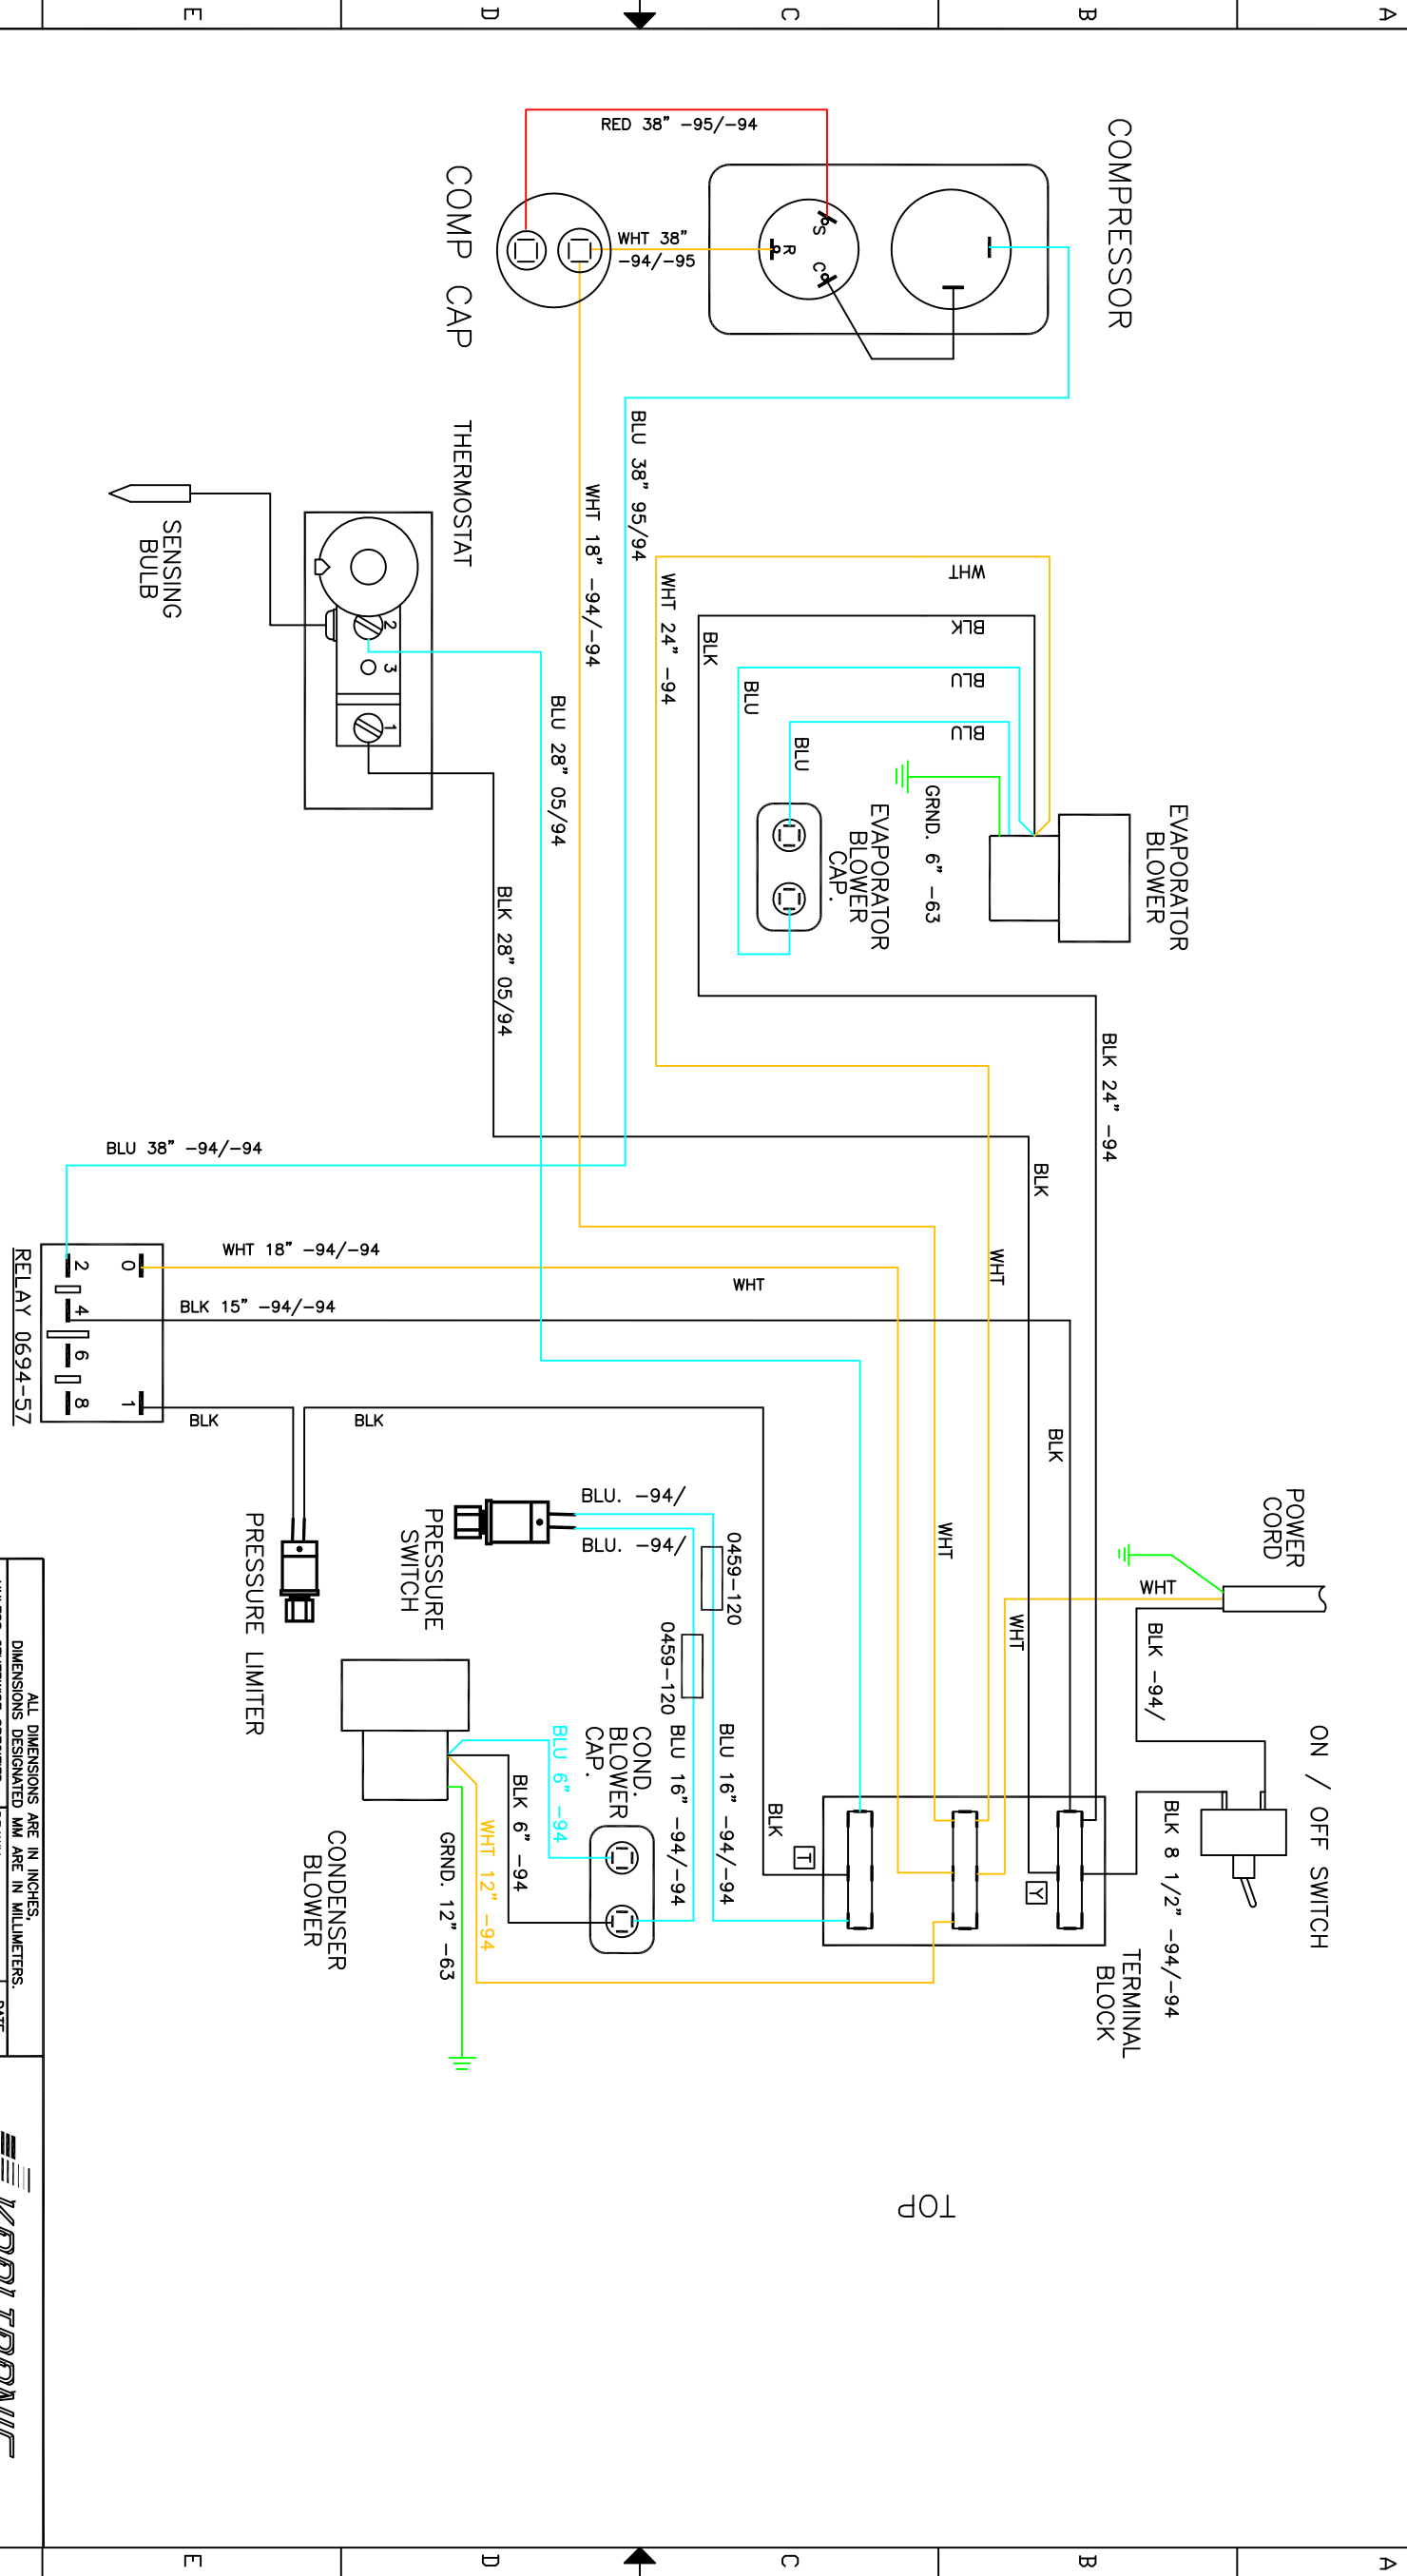 A
B
C
D
E
COMPRESSOR
RED 38" -95/-94
S
R
C
WHT 38"
-94/-95
COMP CAP
BLU 38" 95/94
WHT 18" -94/-94
THERMOSTAT
2
3
1
SENSING
BULB
WHT
BLK
BLU
BLU
WHT 24" -94
BLK
BLU
BLU
GRND. 6" -63
EVAPORATOR
BLOWER
EVAPORATOR
BLOWER
CAP.
BLU 28" 05/94
BLK 28" 05/94
BLK 24" -94
BLK
BLU 38" -94/-94
WHT 18" -94/-94
WHT
WHT
BLK 15" -94/-94
RELAY 0694-57
0
1
2
4
6
8
BLK
BLK
BLK
WHT
PRESSURE LIMITER
PRESSURE
SWITCH
BLU. -94/
BLU. -94/
0459-120
0459-120
BLU 16" -94/-94
BLU 16" -94/-94
POWER
CORD
WHT
WHT
BLK -94/
ON / OFF SWITCH
BLK 8 1/2" -94/-94
TERMINAL
BLOCK
BLK
T
Y
COND.
BLOWER
CAP.
BLU 6" -94
BLK 6" -94
WHT 12" -94
GRND. 12" -63
CONDENSER
BLOWER
TOP
ALL DIMENSIONS ARE IN INCHES,
DIMENSIONS DESIGNATED MM ARE IN MILLIMETERS.
DATE
A
B
C
D
E